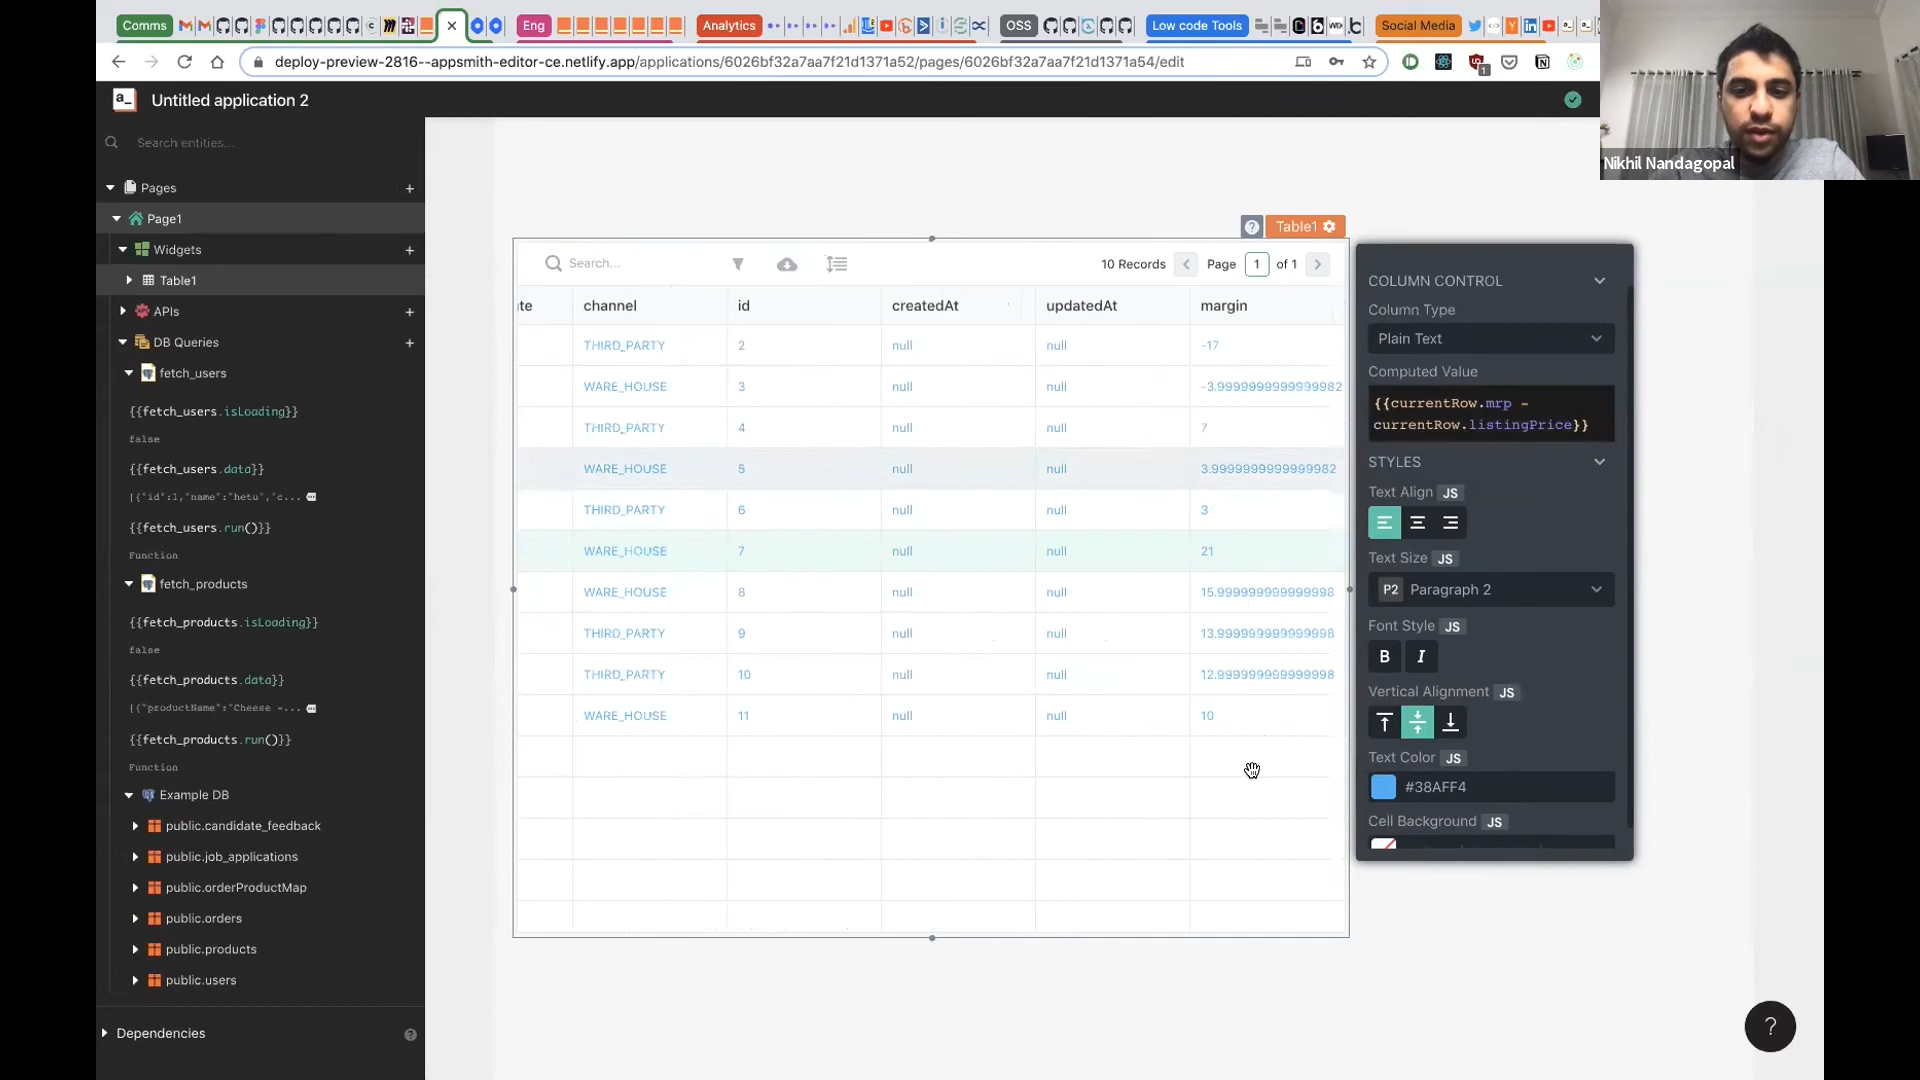 Comms
Eng
Analytics
OSS
Low code Tools
Social Media
deploy-preview-2816--appsmith-editor-ce.netlify.app/applications/6026bf32a7aa7f21d1371a52/pages/6026bf32a7aa7f21d1371a54/edit
a_ Untitled application 2
Nikhil Nandagopal
Search entities...
Pages
Page1
Widgets
Table1
APIs
DB Queries
fetch_users
{{fetch_users.isLoading}}
false
{{fetch_users.data}}
[{"id":1,"name":"hetu","c...
{{fetch_users.run()}}
Function
fetch_products
{{fetch_products.isLoading}}
false
{{fetch_products.data}}
[{"productName":"Cheese -...
{{fetch_products.run()}}
Function
Example DB
public.candidate_feedback
public.job_applications
public.orderProductMap
public.orders
public.products
public.users
Dependencies
?
Table1
Search...
10 Records Page 1 of 1
te channel id createdAt updatedAt margin
THIRD_PARTY 2 null null -17
WARE_HOUSE 3 null null -3.9999999999999982
THIRD_PARTY 4 null null 7
WARE_HOUSE 5 null null 3.9999999999999982
THIRD_PARTY 6 null null 3
WARE_HOUSE 7 null null 21
WARE_HOUSE 8 null null 15.999999999999998
THIRD_PARTY 9 null null 13.999999999999998
THIRD_PARTY 10 null null 12.999999999999998
WARE_HOUSE 11 null null 10
COLUMN CONTROL
Column Type
Plain Text
Computed Value
{{currentRow.mrp -
currentRow.listingPrice}}
STYLES
Text Align JS
Text Size JS
P2 Paragraph 2
Font Style JS
B I
Vertical Alignment JS
Text Color JS
#38AFF4
Cell Background JS
?